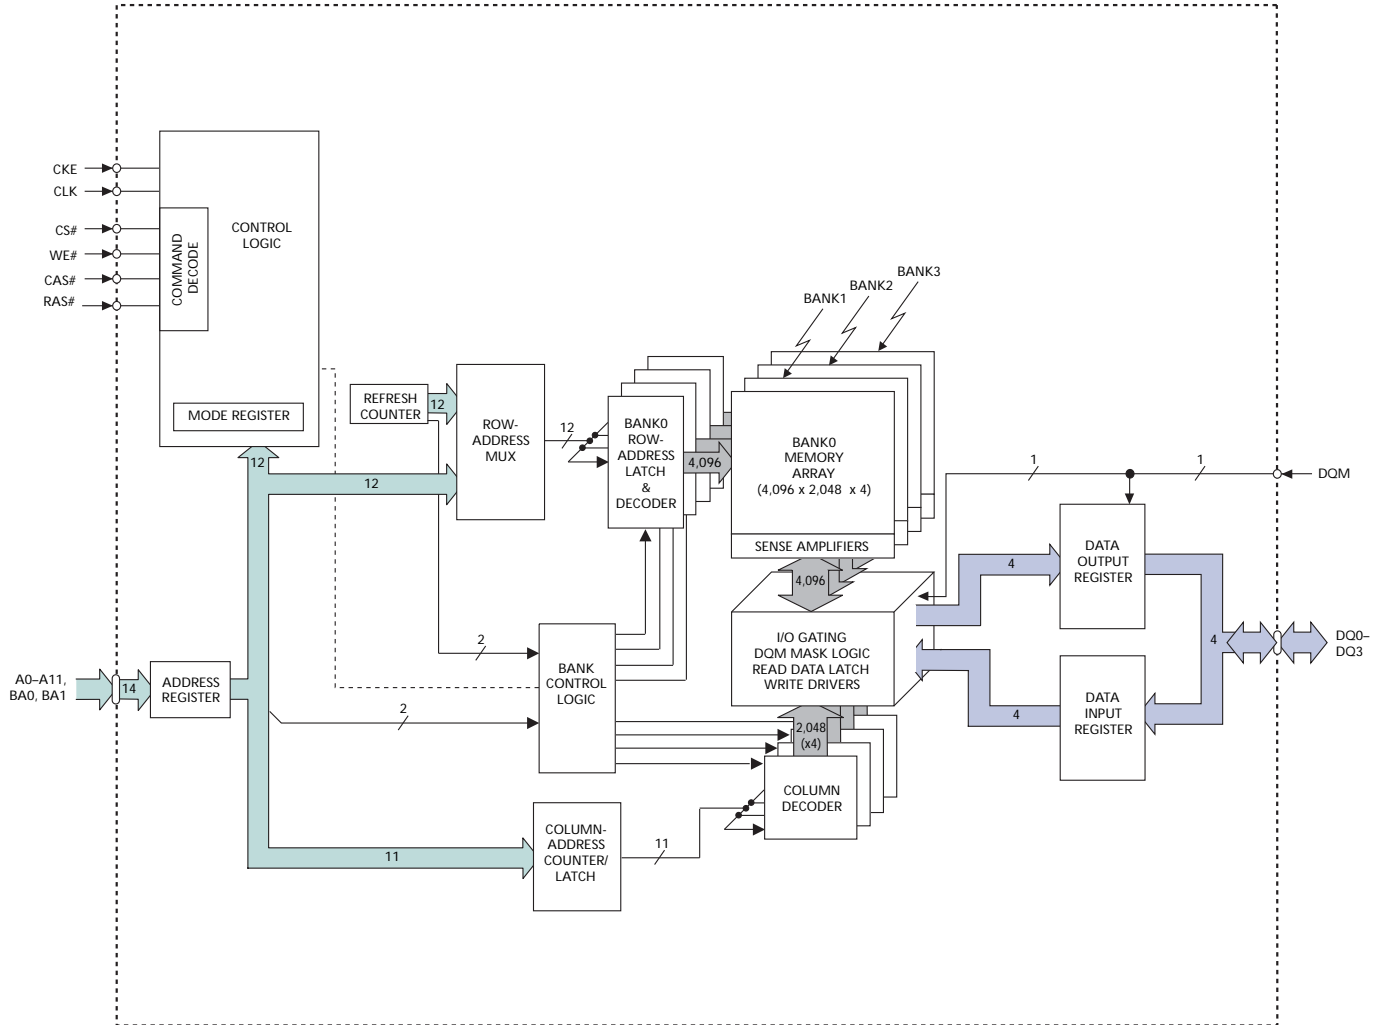 CKE
CLK
CS#
WE#
CAS#
RAS#
COMMAND
DECODE
CONTROL
LOGIC
MODE REGISTER
12
12
REFRESH
COUNTER
12
ROW-
ADDRESS
MUX
12
BANK0
ROW-
ADDRESS
LATCH
&
DECODER
4,096
BANK1
BANK2
BANK3
BANK0
MEMORY
ARRAY
(4,096 x 2,048 x 4)
SENSE AMPLIFIERS
4,096
I/O GATING
DQM MASK LOGIC
READ DATA LATCH
WRITE DRIVERS
1
1
DQM
DATA
OUTPUT
REGISTER
4
4
DQ0–
DQ3
DATA
INPUT
REGISTER
4
A0–A11,
BA0, BA1
14
ADDRESS
REGISTER
2
2
BANK
CONTROL
LOGIC
2,048
(x4)
COLUMN
DECODER
COLUMN-
ADDRESS
COUNTER/
LATCH
11
11